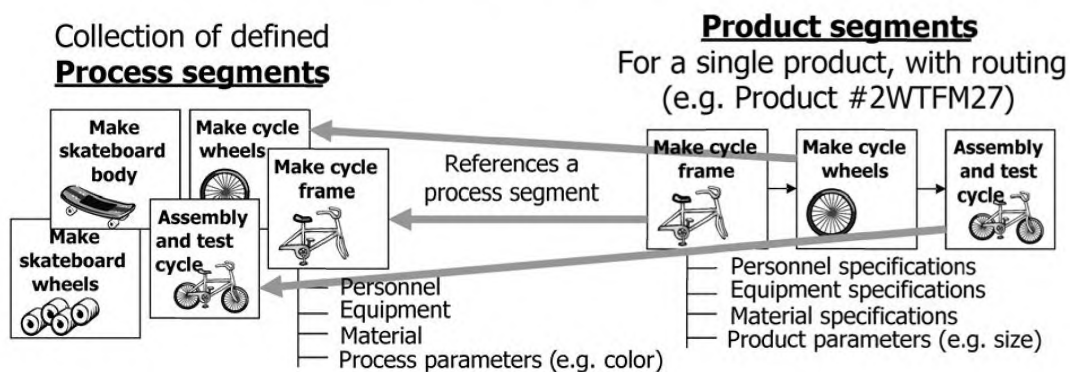 Collection of defined
Process segments
Make
skateboard
body
Make cycle
wheels
Make cycle
frame
Assembly
and test
cycle
Make
skateboard
wheels
Personnel
Equipment
Material
Process parameters (e.g. color)
References a
process segment
Product segments
For a single product, with routing
(e.g. Product #2WTFM27)
Make cycle
frame
Make cycle
wheels
Assembly
and test
cycle
Personnel specifications
Equipment specifications
Material specifications
Product parameters (e.g. size)